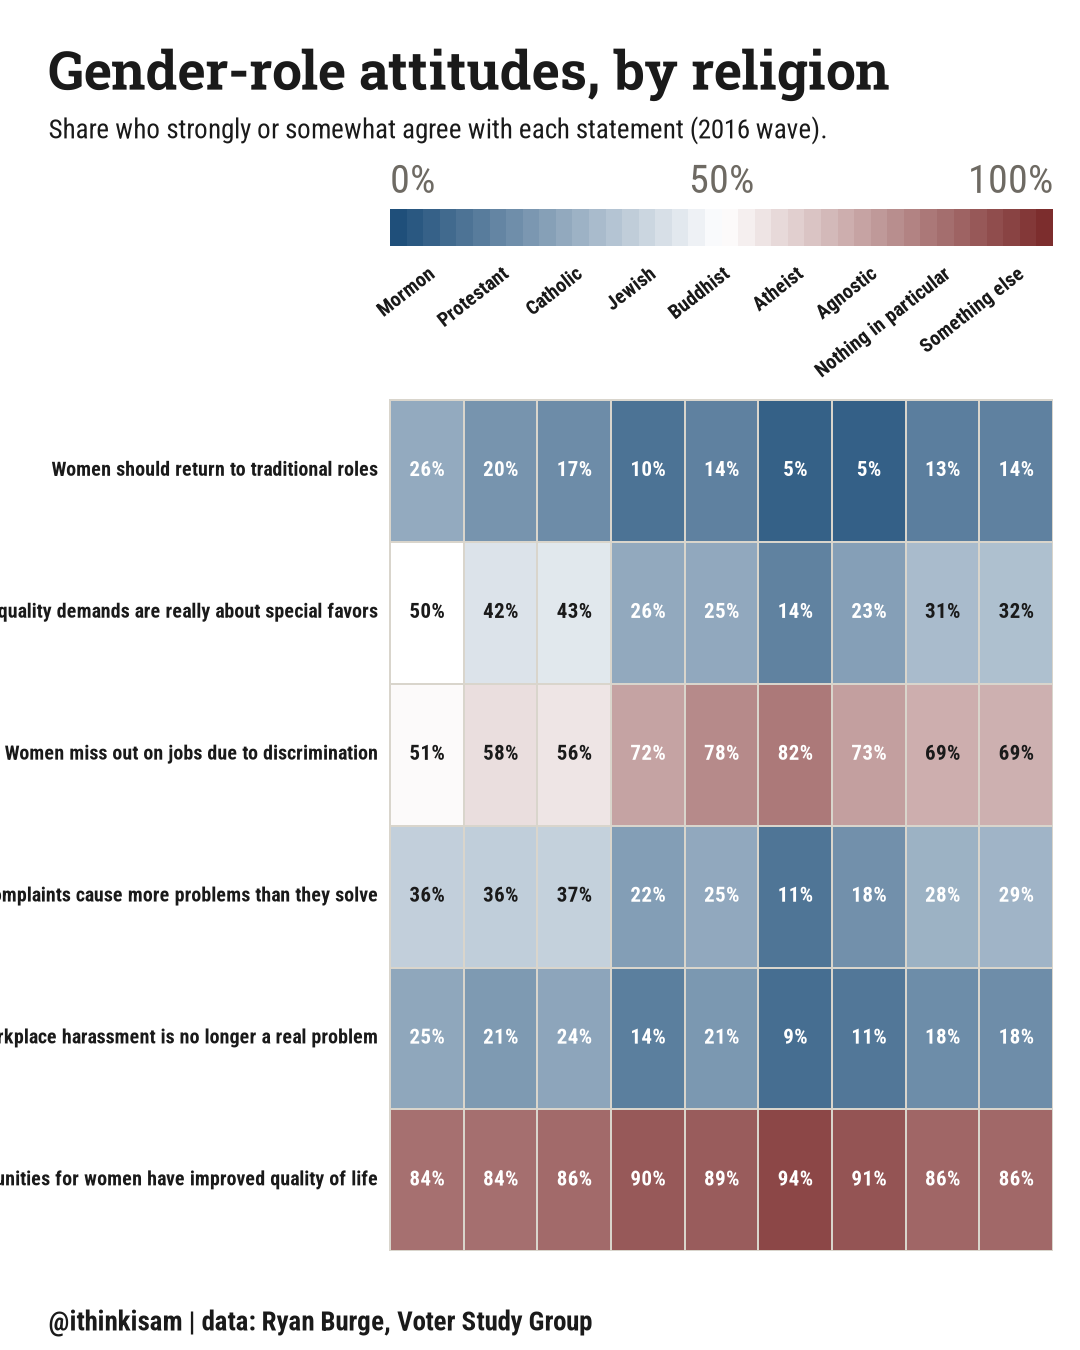 Gender-role attitudes, by religion
Share who strongly or somewhat agree with each statement (2016 wave).
0% 50% 100%
Mormon Protestant Catholic Jewish Buddhist Atheist Agnostic Nothing in particular Something else
Women should return to traditional roles 26% 20% 17% 10% 14% 5% 5% 13% 14%
demands are really about special favors 50% 42% 43% 26% 25% 14% 23% 31% 32%
Women miss out on jobs due to discrimination 51% 58% 56% 72% 78% 82% 73% 69% 69%
cause more problems than they solve 36% 36% 37% 22% 25% 11% 18% 28% 29%
harassment is no longer a real problem 25% 21% 24% 14% 21% 9% 11% 18% 18%
for women have improved quality of life 84% 84% 86% 90% 89% 94% 91% 86% 86%
@ithinkisam | data: Ryan Burge, Voter Study Group